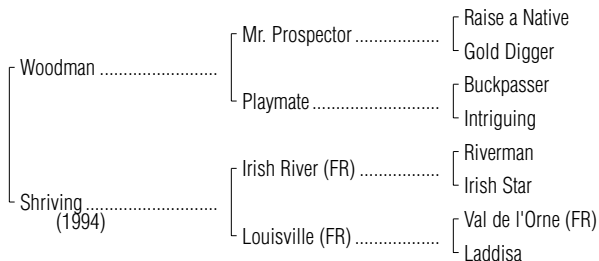 Raise a Native
Mr. Prospector ..................
Gold Digger
Woodman .........................
Buckpasser
Playmate ...........................
Intriguing
Riverman
Irish River (FR) .................
Irish Star
Shriving ............................
(1994)
Val de l'Orne (FR)
Louisville (FR) ..................
Laddisa